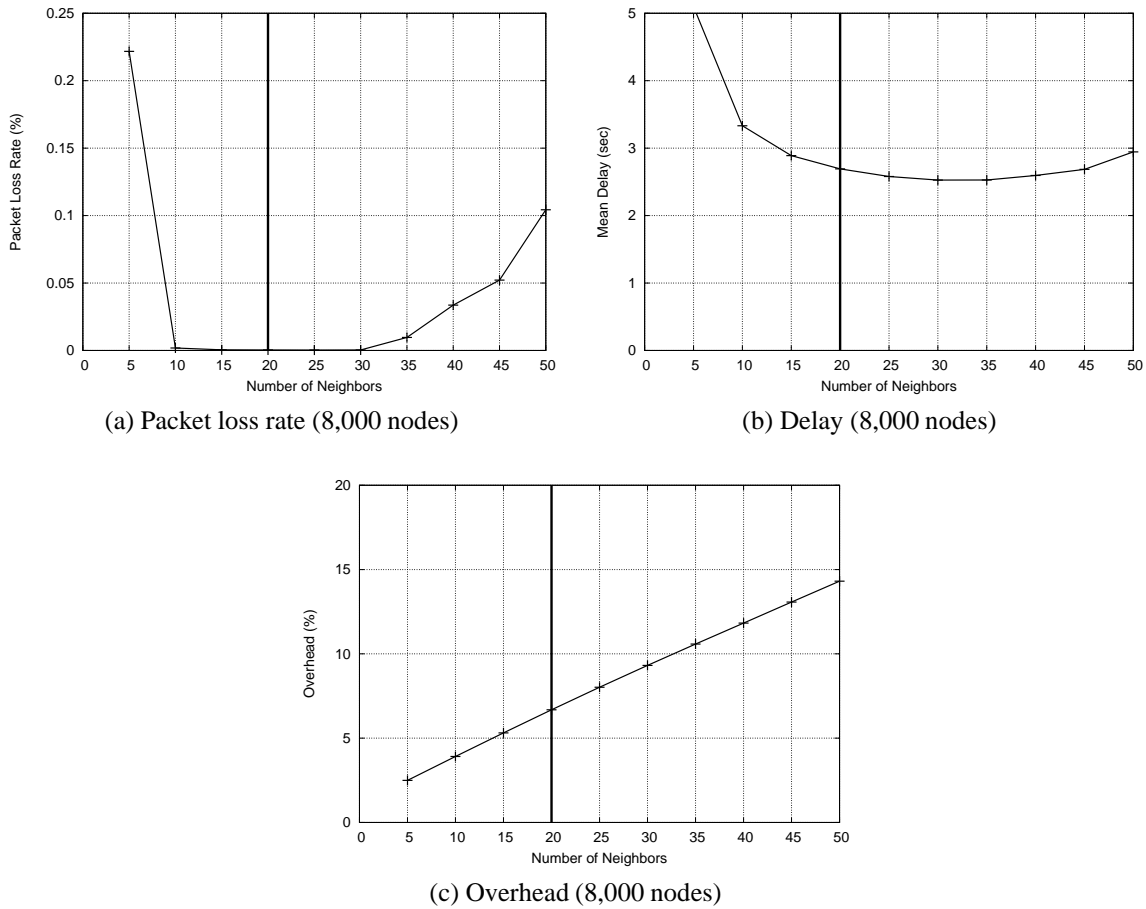 0.25
0.2
0.15
0.1
0.05
0
0 5 10 15 20 25 30 35 40 45 50
Packet Loss Rate (%)
Number of Neighbors
(a) Packet loss rate (8,000 nodes)
5
4
3
2
1
0
0 5 10 15 20 25 30 35 40 45 50
Mean Delay (sec)
Number of Neighbors
(b) Delay (8,000 nodes)
20
15
10
5
0
0 5 10 15 20 25 30 35 40 45 50
Overhead (%)
Number of Neighbors
(c) Overhead (8,000 nodes)